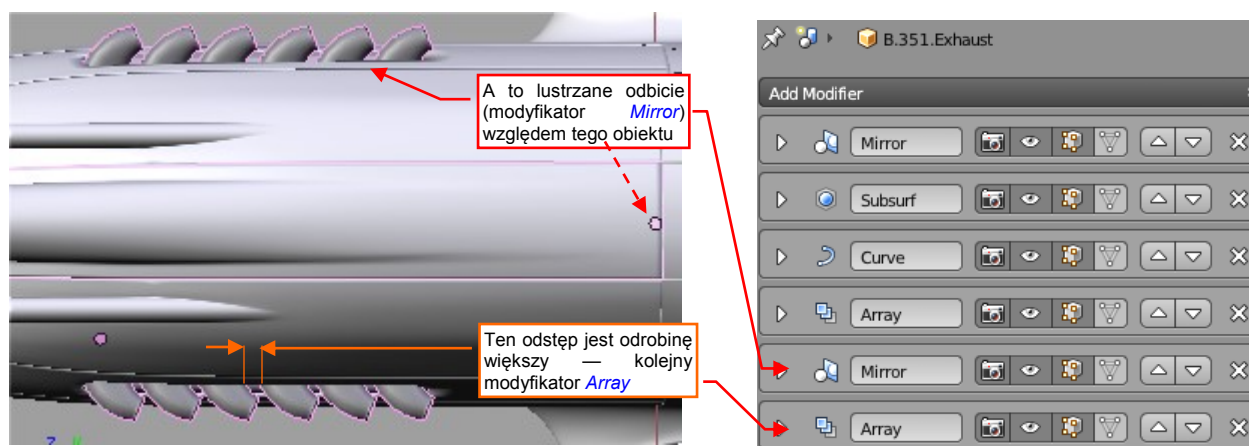 A to lustrzane odbicie
(modyfikator Mirror)
względem tego obiektu
Ten odstęp jest odrobinę
większy — kolejny
modyfikator Array
z y
B.351.Exhaust
Add Modifier
Mirror
Subsurf
Curve
Array
Mirror
Array